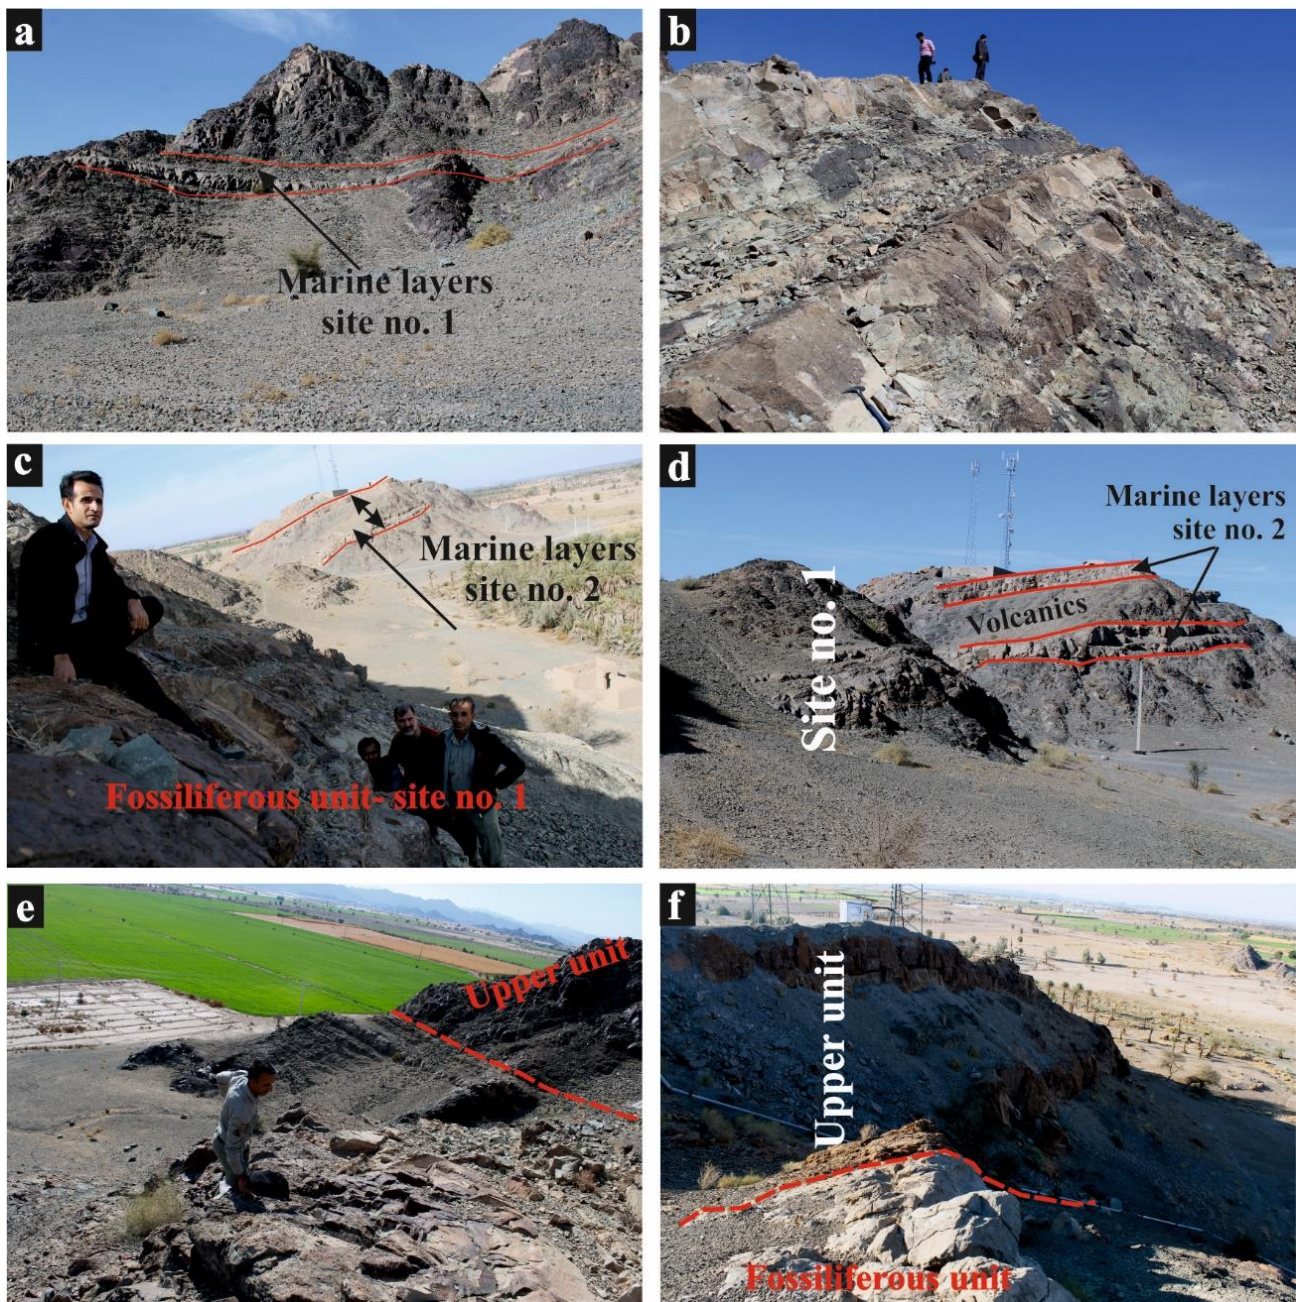 a
Marine layers
site no. 1
b
c
Marine layers
site no. 2
Fossiliferous unit- site no. 1
d
Marine layers
site no. 2
Volcanics
Site no. 1
e
Upper unit
f
Upper unit
Fossiliferous unit